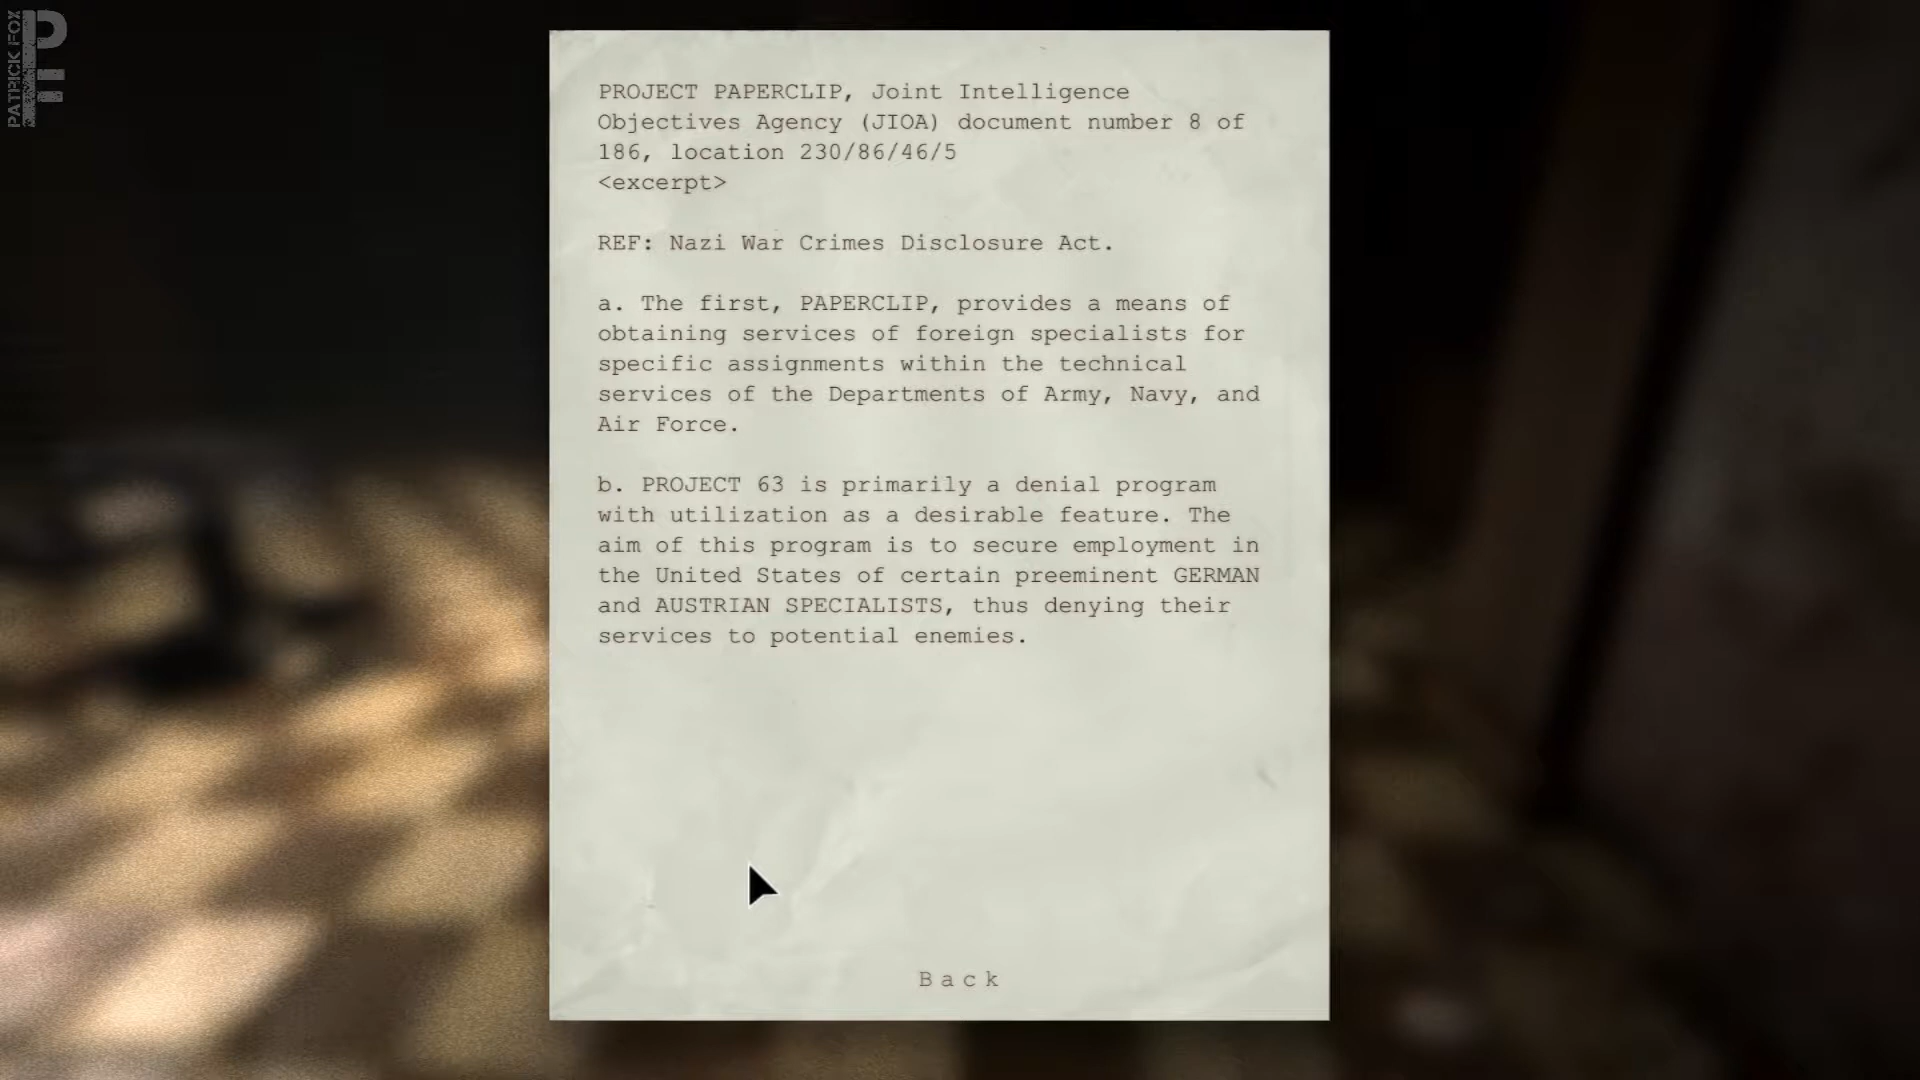 PATRICK FOX
PF
PROJECT PAPERCLIP, Joint Intelligence
Objectives Agency (JIOA) document number 8 of
186, location 230/86/46/5
<excerpt>
REF: Nazi War Crimes Disclosure Act.
a. The first, PAPERCLIP, provides a means of
obtaining services of foreign specialists for
specific assignments within the technical
services of the Departments of Army, Navy, and
Air Force.
b. PROJECT 63 is primarily a denial program
with utilization as a desirable feature. The
aim of this program is to secure employment in
the United States of certain preeminent GERMAN
and AUSTRIAN SPECIALISTS, thus denying their
services to potential enemies.
Back